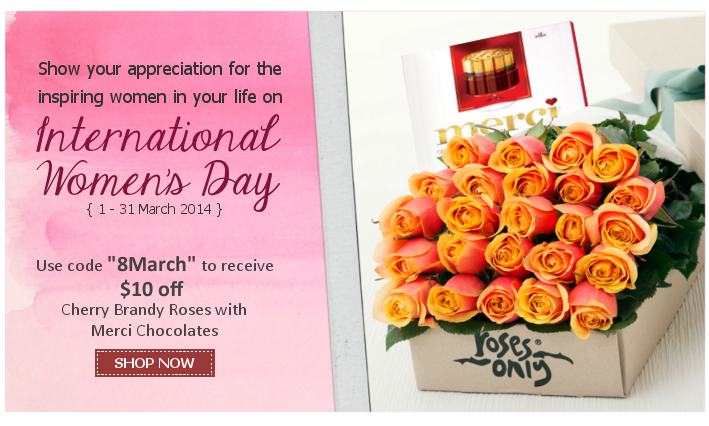 Show your appreciation for the
inspiring women in your life on
International
Women's Day
{ 1 - 31 March 2014 }
Use code "8March" to receive
$10 off
Cherry Brandy Roses with
Merci Chocolates
SHOP NOW
merci
roses®
only